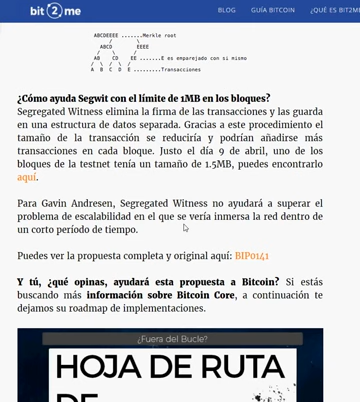 bit 2 me BLOG GUÍA BITCOIN ¿QUÉ ES BIT2ME
ABCDEEEE .......Merkle root
/ \
ABCD EEEE
/ \ /
AB CD EE .......E es emparejado con si mismo
/ \ / \ /
A B C D E .........Transacciones
¿Cómo ayuda Segwit con el límite de 1MB en los bloques?
Segregated Witness elimina la firma de las transacciones y las guarda
en una estructura de datos separada. Gracias a este procedimiento el
tamaño de la transacción se reduciría y podrían añadirse más
transacciones en cada bloque. Justo el día 9 de abril, uno de los
bloques de la testnet tenía un tamaño de 1.5MB, puedes encontrarlo
aquí.
Para Gavin Andresen, Segregated Witness no ayudará a superar el
problema de escalabilidad en el que se vería inmersa la red dentro de
un corto período de tiempo.
Puedes ver la propuesta completa y original aquí: BIP0141
Y tú, ¿qué opinas, ayudará esta propuesta a Bitcoin? Si estás
buscando más información sobre Bitcoin Core, a continuación te
dejamos su roadmap de implementaciones.
¿Fuera del Bucle?
HOJA DE RUTA
DE